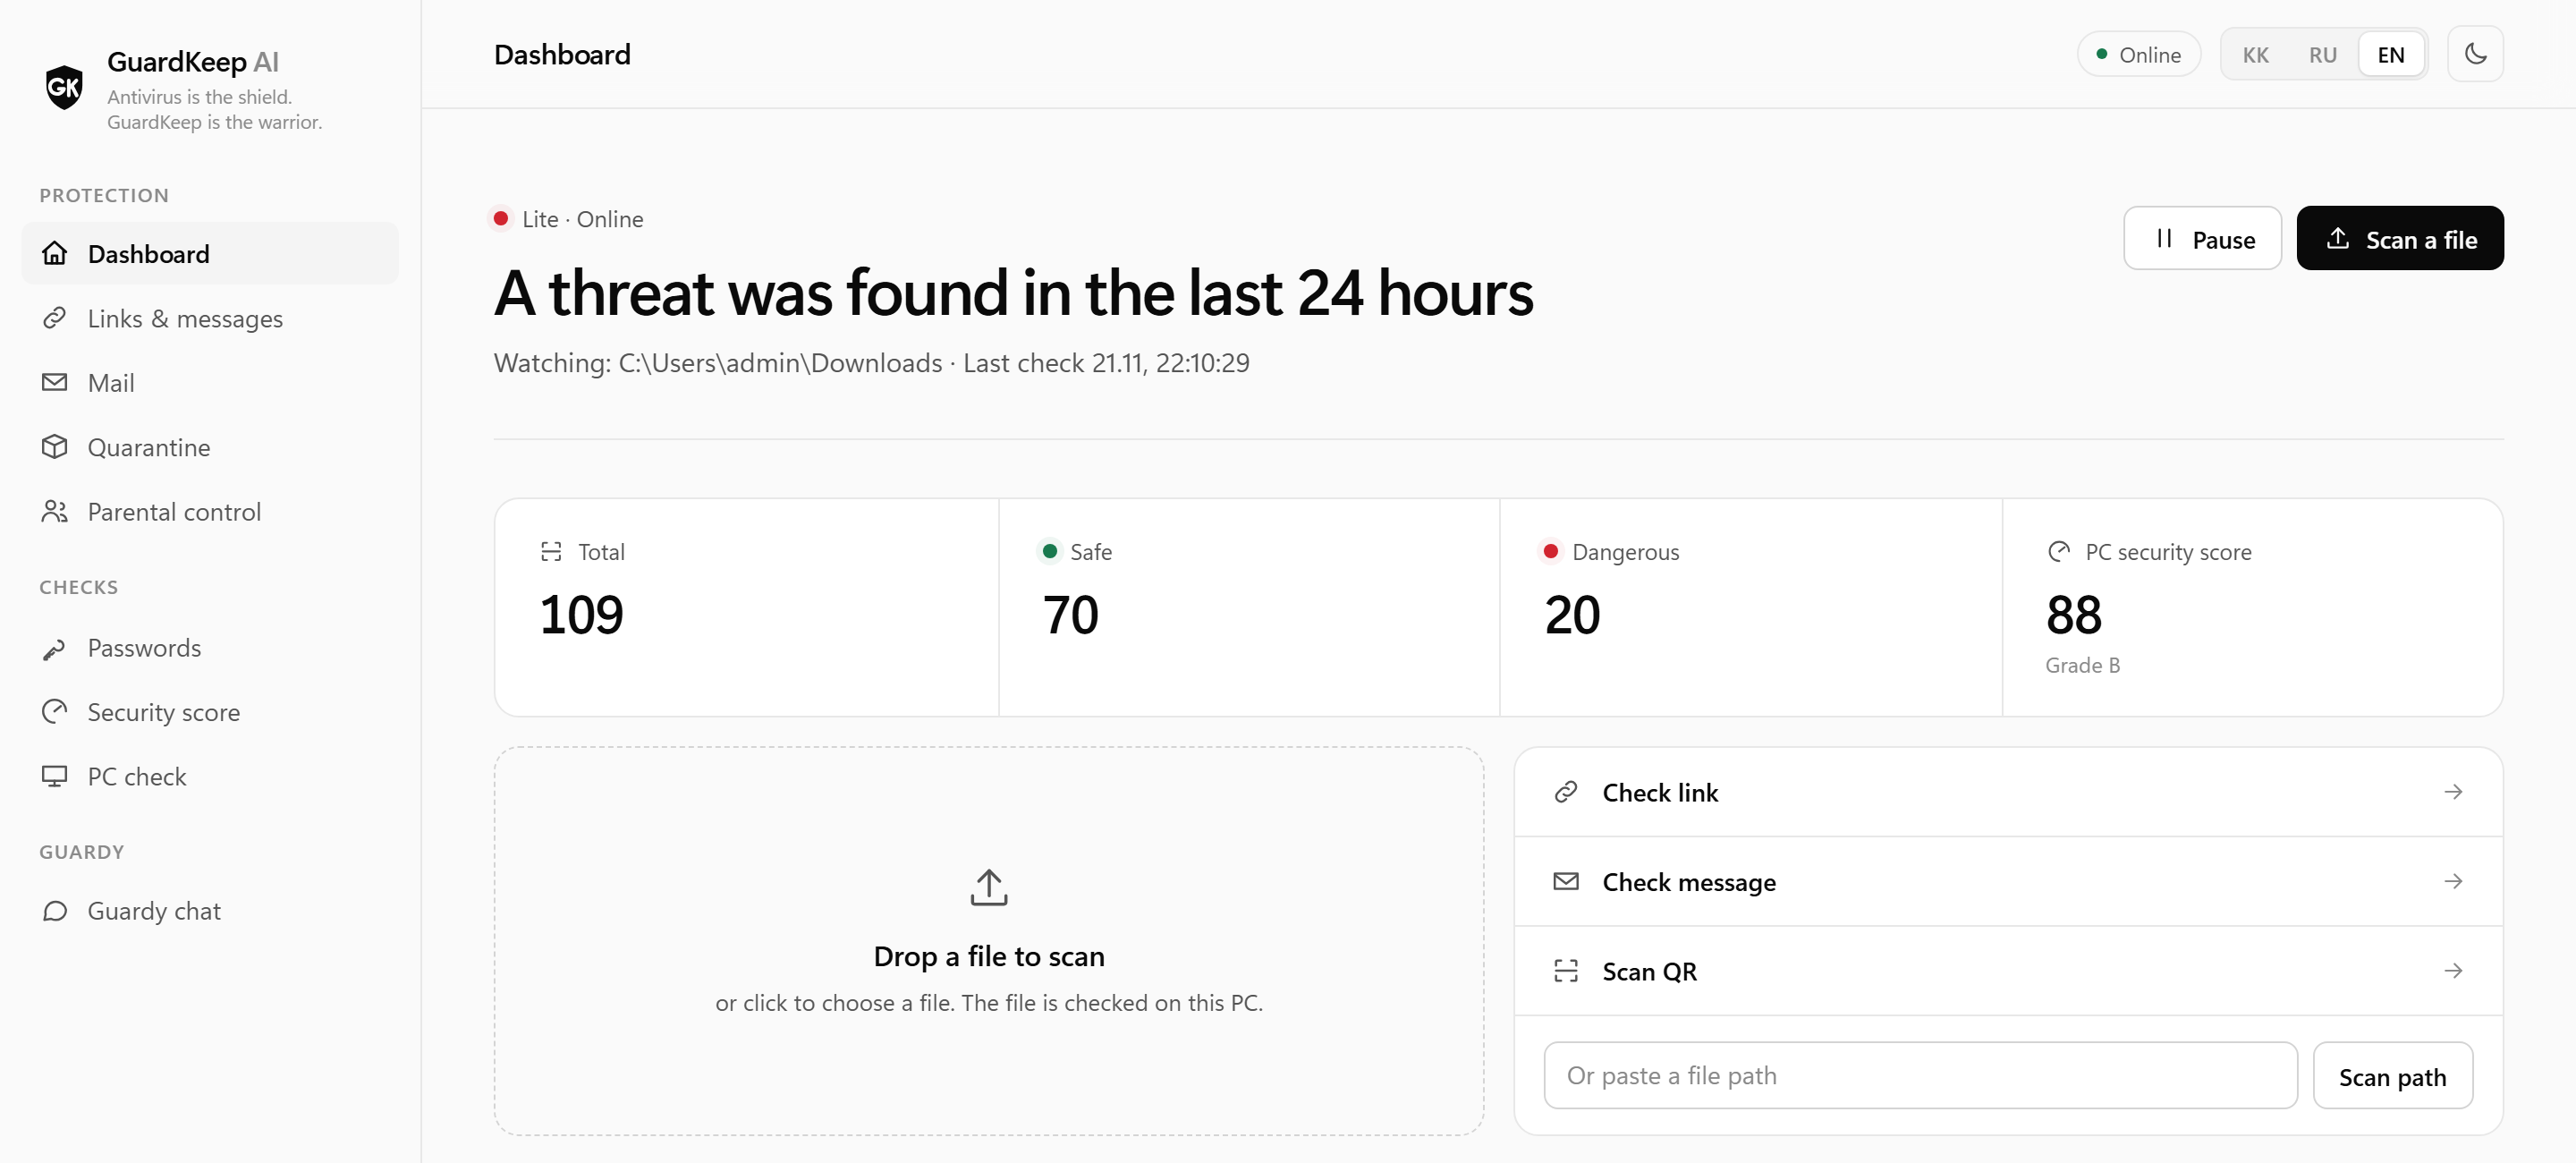 GK
GuardKeep AI
Antivirus is the shield.
GuardKeep is the warrior.
PROTECTION
Dashboard
Links & messages
Mail
Quarantine
Parental control
CHECKS
Passwords
Security score
PC check
GUARDY
Guardy chat
Dashboard
Online
KK RU EN
Lite · Online
A threat was found in the last 24 hours
Watching: C:\Users\admin\Downloads · Last check 21.11, 22:10:29
Pause
Scan a file
Total
109
Safe
70
Dangerous
20
PC security score
88
Grade B
Drop a file to scan
or click to choose a file. The file is checked on this PC.
Check link
Check message
Scan QR
Or paste a file path
Scan path